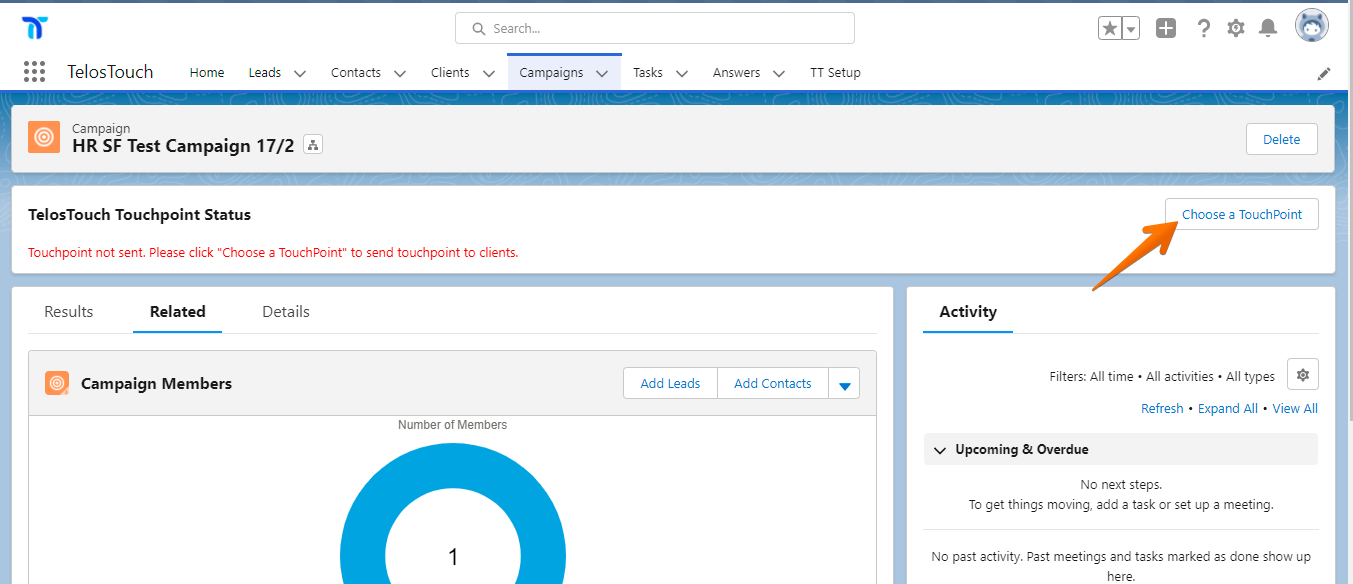 Search...
TelosTouch
Home
Leads
Contacts
Clients
Campaigns
Tasks
Answers
TT Setup
Campaign
HR SF Test Campaign 17/2
Delete
TelosTouch Touchpoint Status
Choose a TouchPoint
Touchpoint not sent. Please click "Choose a TouchPoint" to send touchpoint to clients.
Results
Related
Details
Campaign Members
Add Leads
Add Contacts
Number of Members
1
Activity
Filters: All time • All activities • All types
Refresh • Expand All • View All
Upcoming & Overdue
No next steps.
To get things moving, add a task or set up a meeting.
No past activity. Past meetings and tasks marked as done show up
here.